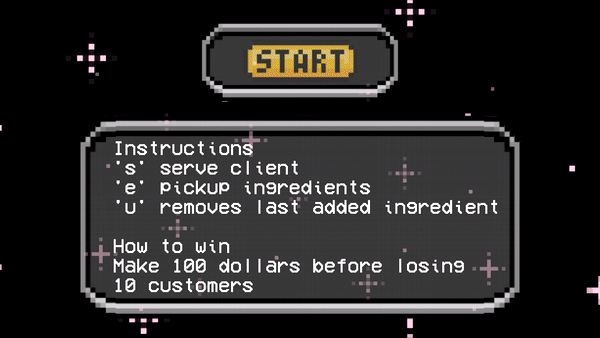 START
Instructions
's' serve client
'e' pickup ingredients
'u' removes last added ingredient
How to win
Make 100 dollars before losing
10 customers